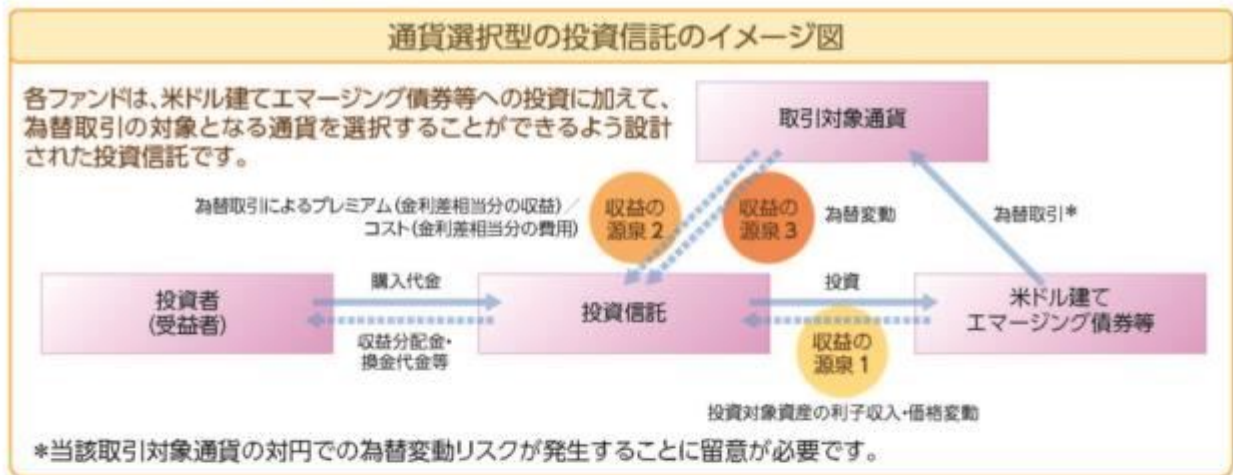 通貨選択型の投資信託のイメージ図
各ファンドは、米ドル建てエマージング債券等への投資に加えて、
為替取引の対象となる通貨を選択することができるよう設計
された投資信託です。
取引対象通貨
為替取引によるプレミアム(金利差相当分の収益)/
コスト(金利差相当分の費用)
収益の
源泉2
収益の
源泉3
為替変動
為替取引*
投資者
(受益者)
購入代金
収益分配金・
換金代金等
投資信託
投資
収益の
源泉1
米ドル建て
エマージング債券等
投資対象資産の利子収入・価格変動
*当該取引対象通貨の対円での為替変動リスクが発生することに留意が必要です。